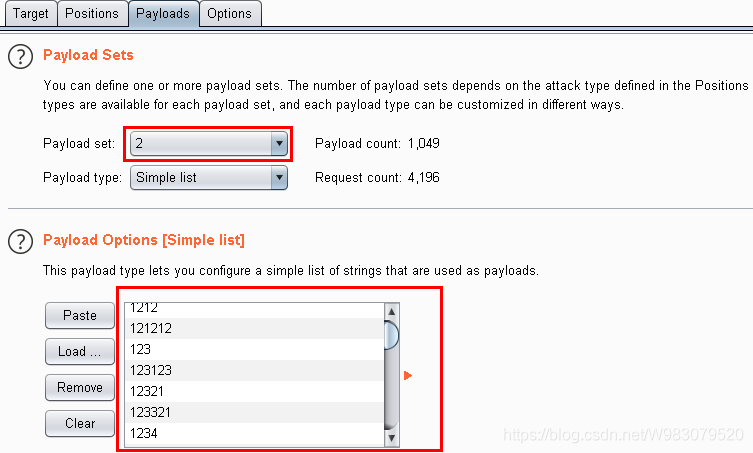 Target Positions Payloads Options
? Payload Sets
You can define one or more payload sets. The number of payload sets depends on the attack type defined in the Positions
types are available for each payload set, and each payload type can be customized in different ways.
Payload set: 2 Payload count: 1,049
Payload type: Simple list Request count: 4,196
? Payload Options [Simple list]
This payload type lets you configure a simple list of strings that are used as payloads.
Paste
Load ...
Remove
Clear
1212
121212
123
123123
12321
123321
1234
https://blog.csdn.net/W983079520